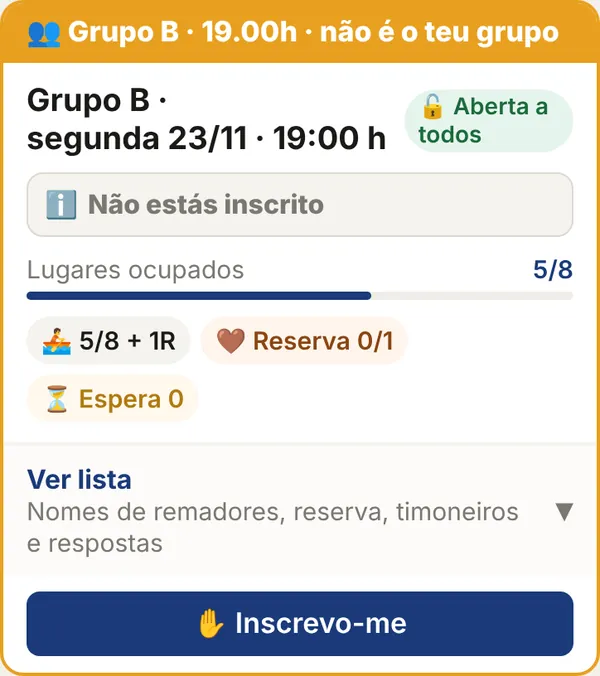 👥 Grupo B · 19.00h · não é o teu grupo
Grupo B ·
segunda 23/11 · 19:00 h
🔓 Aberta a
todos
ℹ️ Não estás inscrito
Lugares ocupados 5/8
🚣 5/8 + 1R
🤎 Reserva 0/1
⏳ Espera 0
Ver lista
Nomes de remadores, reserva, timoneiros ▼
e respostas
✋ Inscrevo-me